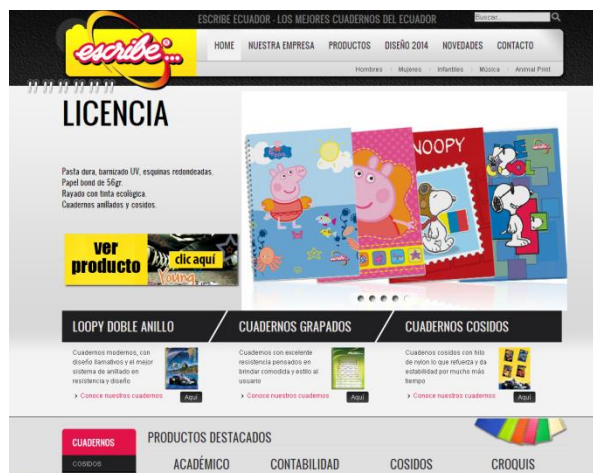 ESCRIBE ECUADOR - LOS MEJORES CUADERNOS DEL ECUADOR
Buscar...
escribe
HOME NUESTRA EMPRESA PRODUCTOS DISEÑO 2014 NOVEDADES CONTACTO
Hombres Mujeres Infantiles Música Animal Print
LICENCIA
Pasta dura, barnizado UV, esquinas redondeadas.
Papel bond de 56gr.
Rayado con tinta ecológica.
Cuadernos anillados y cosidos.
SNOOPY
ver
producto
clic aquí
Young
LOOPY DOBLE ANILLO
CUADERNOS GRAPADOS
CUADERNOS COSIDOS
Cuadernos modernos, con
diseño llamativos y el mejor
sistema de anillado en
resistencia y diseño
> Conoce nuestros cuadernos
Aquí
Cuadernos con excelente
resistencia pensados en
brindar comodida y estilo al
usuario
> Conoce nuestros cuadernos
Aquí
Cuadenos cosidos con hilo
de nylon lo que refuerza y da
estabilidad por mucho más
tiempo
> Conoce nuestros cuadernos
Aquí
CUADERNOS
COSIDOS
PRODUCTOS DESTACADOS
ACADÉMICO CONTABILIDAD COSIDOS CROQUIS